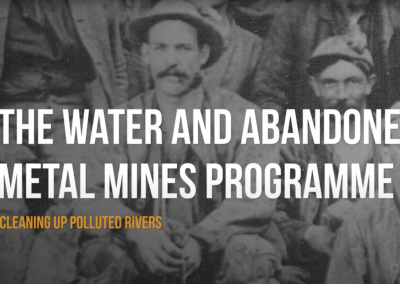 THE WATER AND ABANDONE
METAL MINES PROGRAMME
CLEANING UP POLLUTED RIVERS